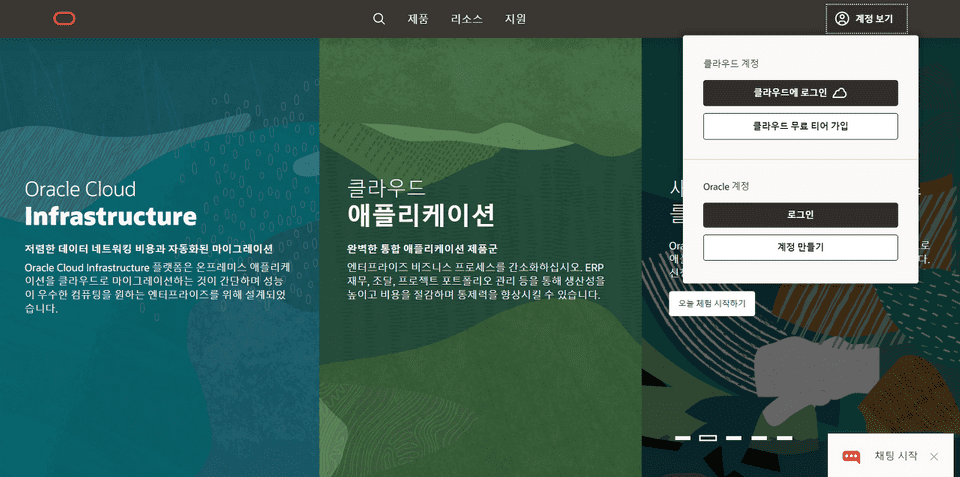 제품
리소스
지원
계정 보기
클라우드 계정
클라우드에 로그인
클라우드 무료 티어 가입
Oracle 계정
로그인
계정 만들기
Oracle Cloud
Infrastructure
저렴한 데이터 네트워킹 비용과 자동화된 마이그레이션
Oracle Cloud Infrastructure 플랫폼은 온프레미스 애플리케
이션을 클라우드로 마이그레이션하는 것이 간단하며 성능
이 우수한 컴퓨팅을 원하는 엔터프라이즈를 위해 설계되었
습니다.
클라우드
애플리케이션
완벽한 통합 애플리케이션 제품군
엔터프라이즈 비즈니스 프로세스를 간소화하십시오. ERP
재무, 조달, 프로젝트 포트폴리오 관리 등을 통해 생산성을
높이고 비용을 절감하며 통제력을 향상시킬 수 있습니다.
오늘 체험 시작하기
채팅 시작